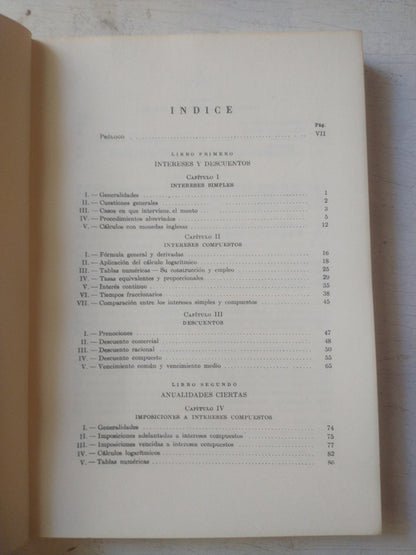 INDICE
Pág.
PRÓLOGO VII
LIBRO PRIMERO
INTERESES Y DESCUENTOS
CAPÍTULO I
INTERESES SIMPLES
I. — Generalidades 1
II. — Cuestiones generales 2
III. — Casos en que interviene el monto 3
IV. — Procedimientos abreviados 5
V. — Cálculos con monedas inglesas 12
CAPÍTULO II
INTERESES COMPUESTOS
I. — Fórmula general y derivadas 16
II. — Aplicación del cálculo logarítmico 18
III. — Tablas numéricas — Su construcción y empleo 25
IV. — Tasas equivalentes y proporcionales 29
V. — Interés continuo 35
VI. — Tiempos fraccionarios 38
VII. — Comparación entre los intereses simples y compuestos 45
CAPÍTULO III
DESCUENTOS
I. — Prenociones 47
II. — Descuento comercial 48
III. — Descuento racional 50
IV. — Descuento compuesto 55
V. — Vencimiento común y vencimiento medio 65
LIBRO SEGUNDO
ANUALIDADES CIERTAS
CAPÍTULO IV
IMPOSICIONES A INTERESES COMPUESTOS
I. — Generalidades 74
II. — Imposiciones adelantadas a interess compuestos 75
III. — Imposiciones vencidas a intereses compuestos 77
IV. — Cálculos logarítmicos 82
V. — Tablas numéricas 86